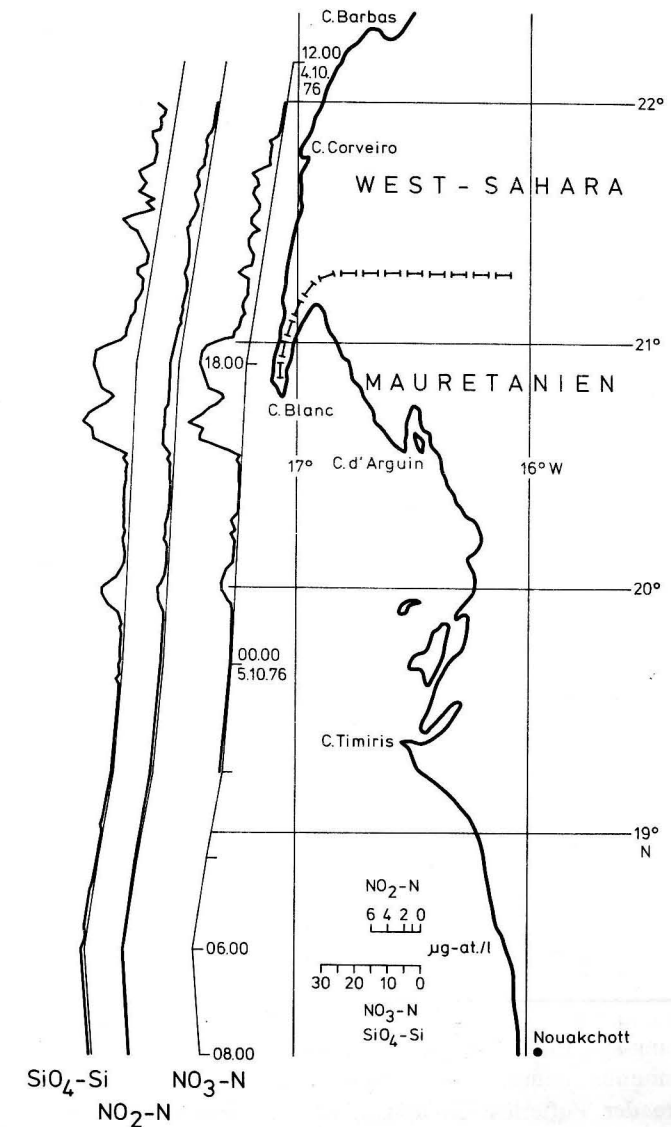 C. Barbas
12.00
4.10.
76
22°
C. Corveiro
WEST-SAHARA
21°
18.00
MAURETANIEN
C. Blanc
17°
C. d'Arguin
16° W
20°
00.00
5.10.76
C. Timiris
19°
N
NO₂-N
6 4 2 0
µg-at./l
06.00
30 20 10 0
NO₃-N
SiO₄-Si
08.00
Nouakchott
SiO₄-Si
NO₃-N
NO₂-N